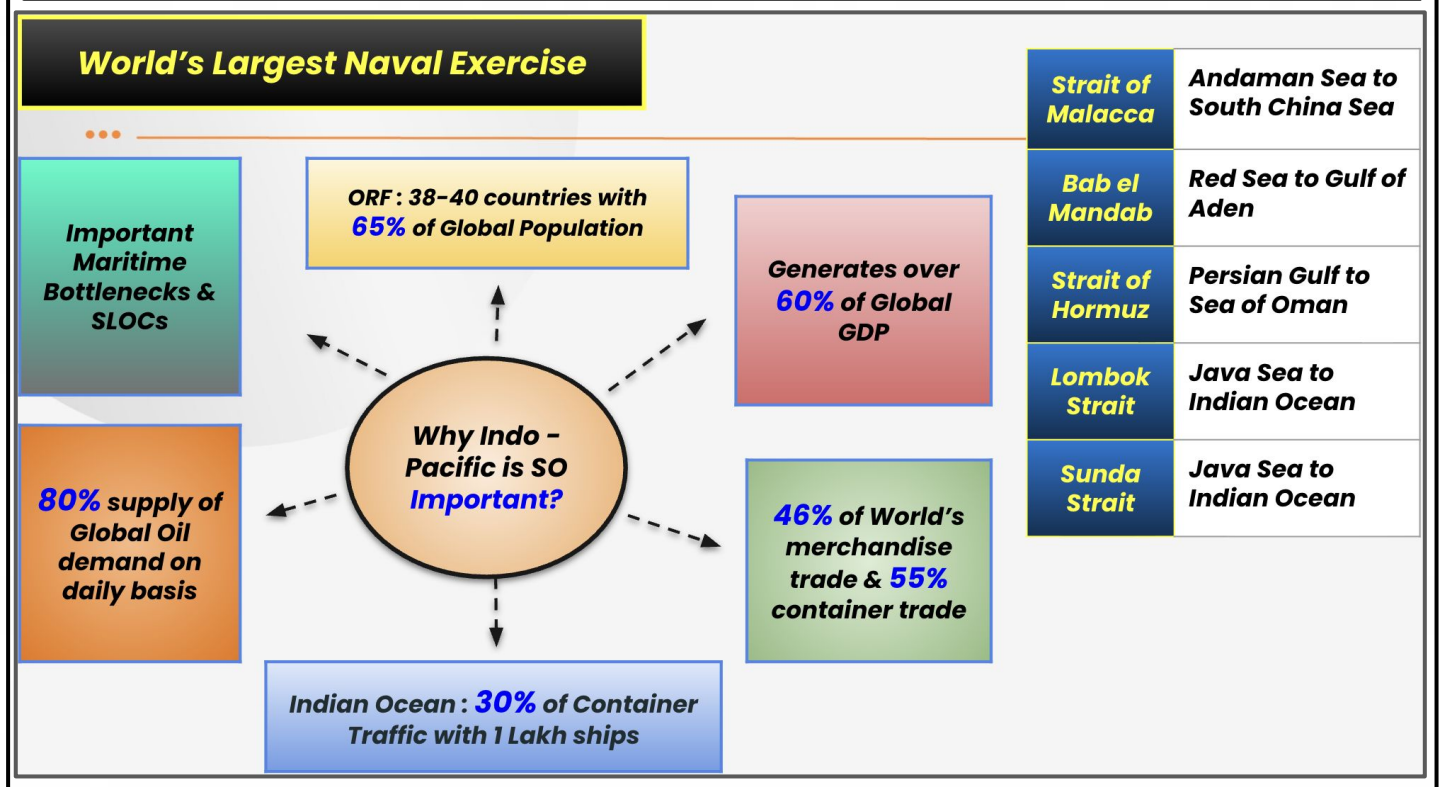 World's Largest Naval Exercise
Important
Maritime
Bottlenecks &
SLOCs
ORF : 38-40 countries with
65% of Global Population
Generates over
60% of Global
GDP
Why Indo -
Pacific is SO
Important?
80% supply of
Global Oil
demand on
daily basis
46% of World's
merchandise
trade & 55%
container trade
Indian Ocean : 30% of Container
Traffic with 1 Lakh ships
Strait of
Malacca
Andaman Sea to
South China Sea
Bab el
Mandab
Red Sea to Gulf of
Aden
Strait of
Hormuz
Persian Gulf to
Sea of Oman
Lombok
Strait
Java Sea to
Indian Ocean
Sunda
Strait
Java Sea to
Indian Ocean